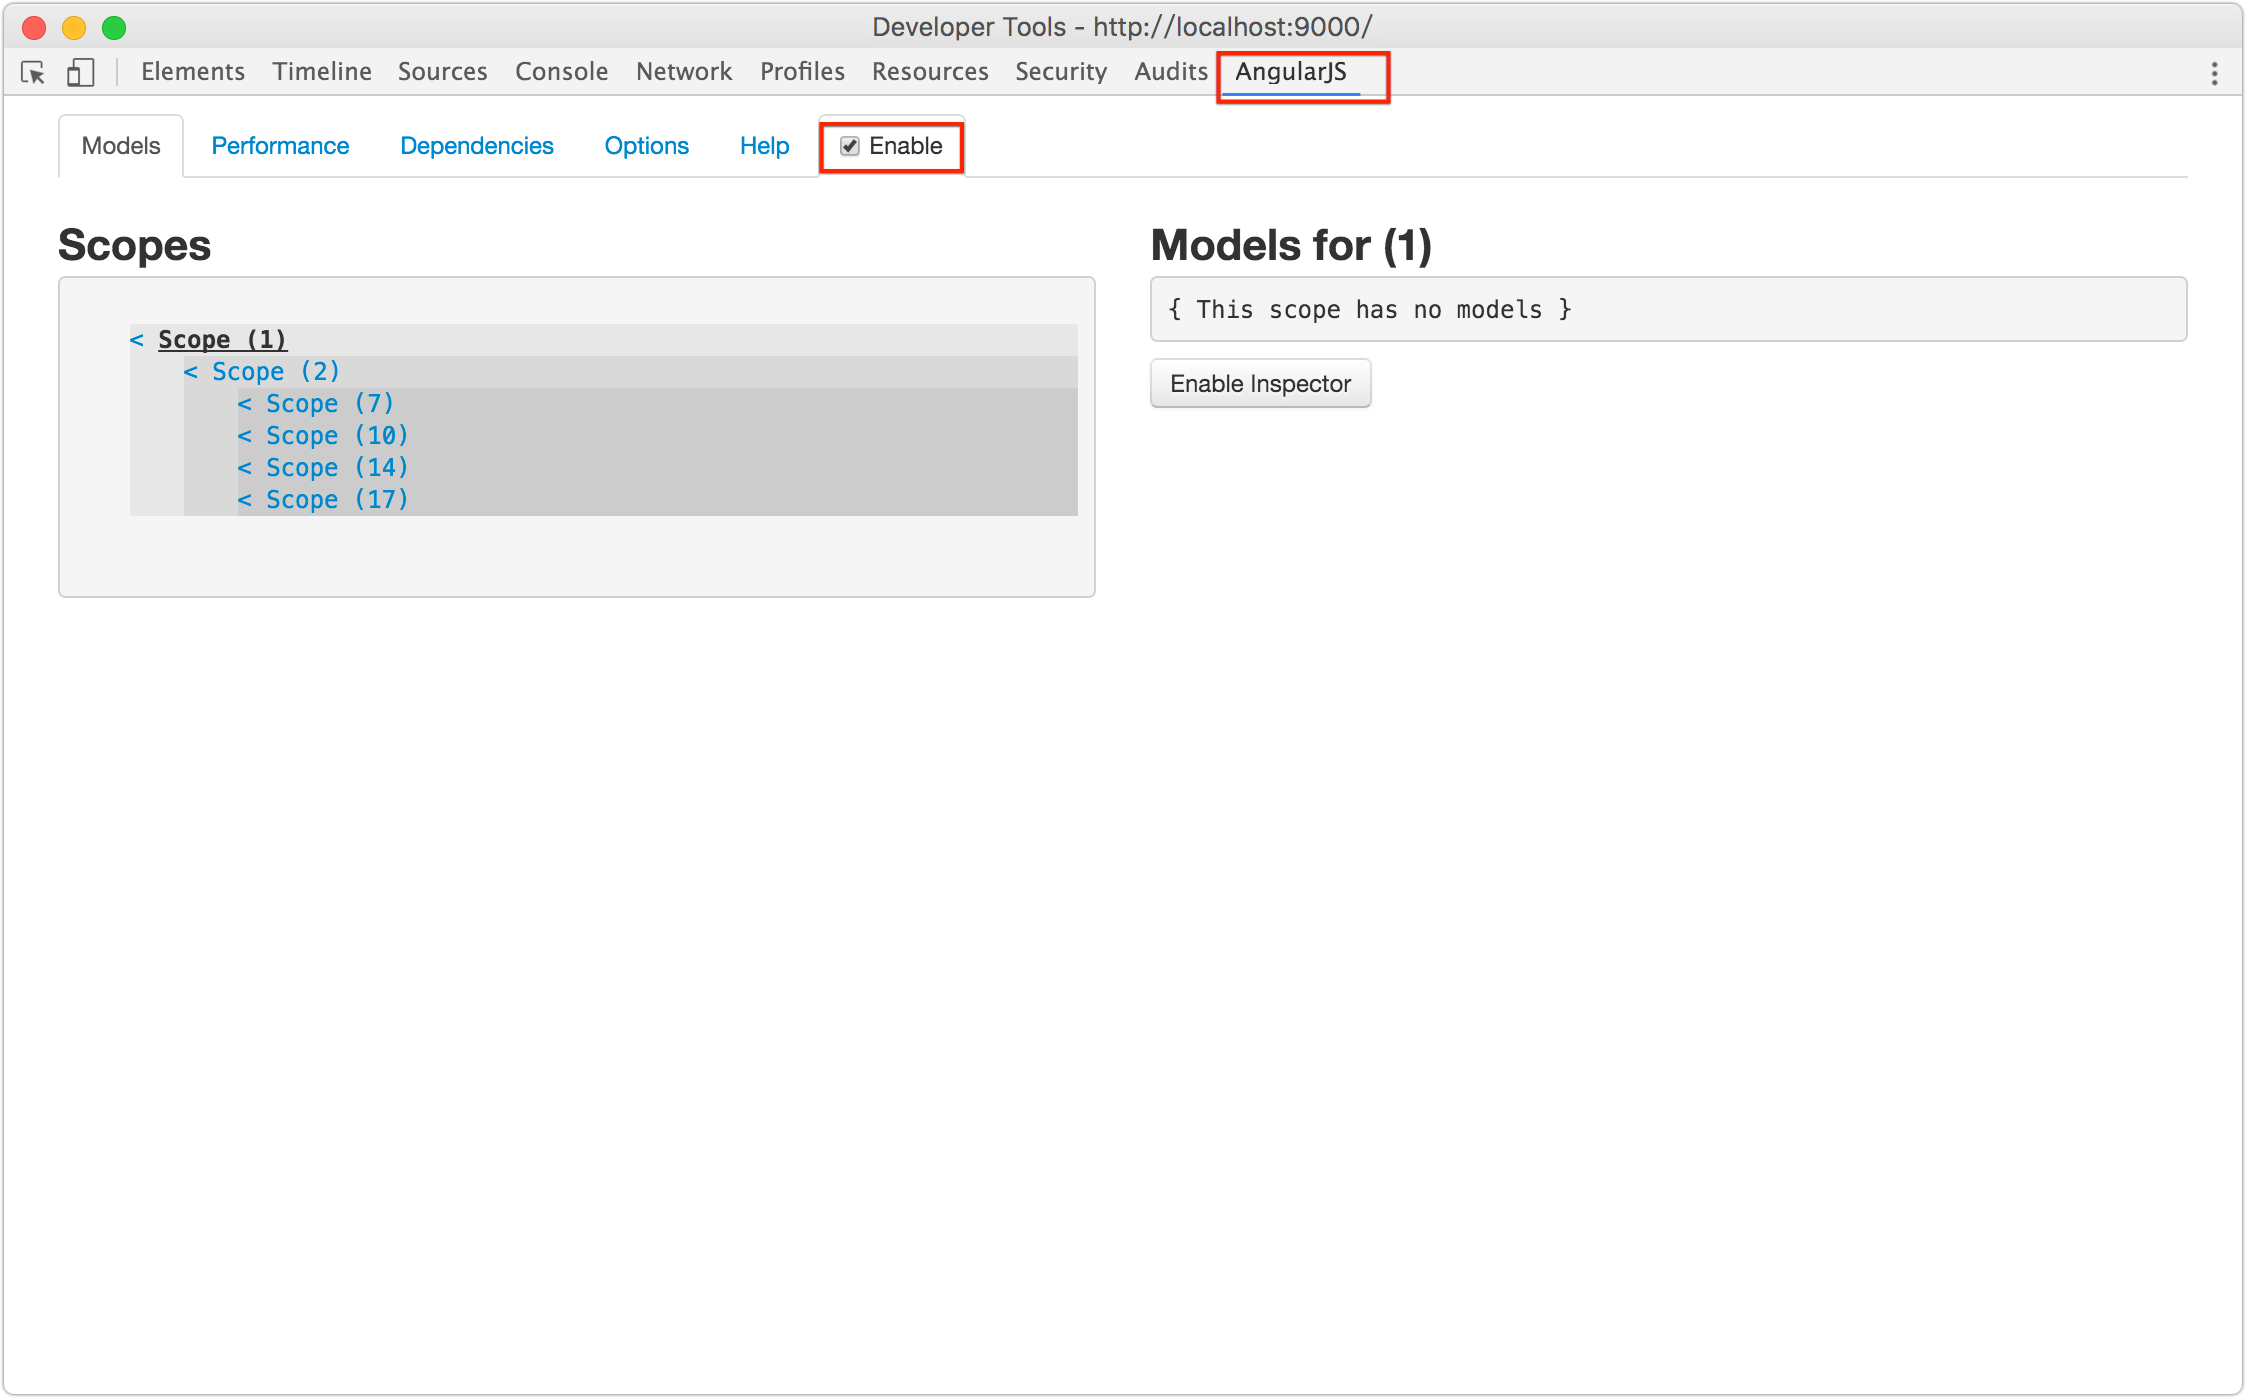 Developer Tools - http://localhost:9000/
Elements Timeline Sources Console Network Profiles Resources Security Audits AngularJS
Models Performance Dependencies Options Help Enable
Scopes
< Scope (1)
< Scope (2)
< Scope (7)
< Scope (10)
< Scope (14)
< Scope (17)
Models for (1)
{ This scope has no models }
Enable Inspector